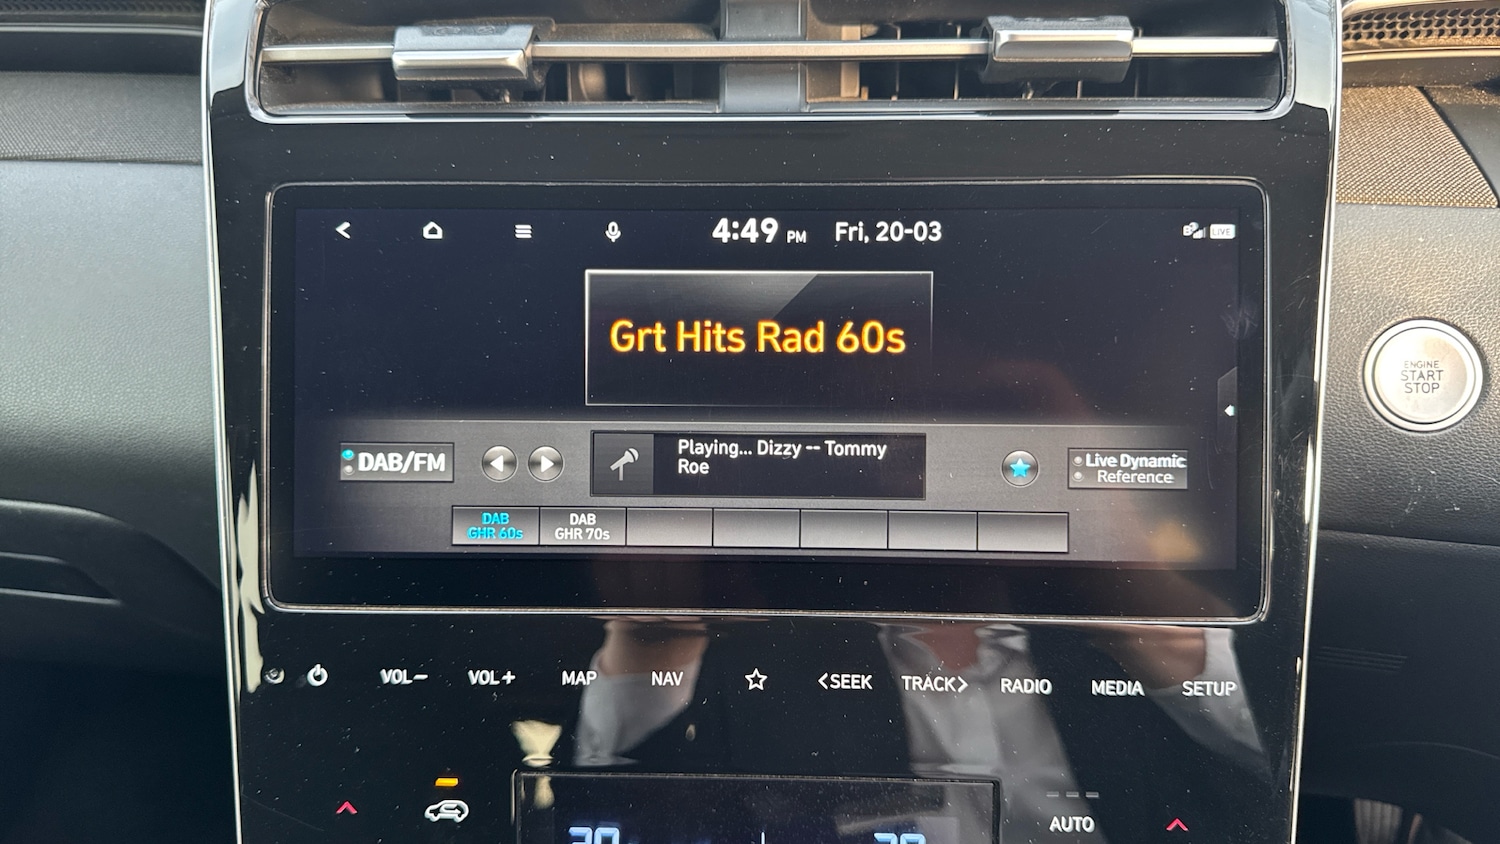 4:49 PM Fri, 20-03
LIVE
Grt Hits Rad 60s
DAB/FM
Playing... Dizzy -- Tommy
Roe
Live Dynamic
Reference
DAB
GHR 60s
DAB
GHR 70s
ENGINE
START
STOP
VOL−
VOL+
MAP
NAV
<SEEK
TRACK>
RADIO
MEDIA
SETUP
AUTO